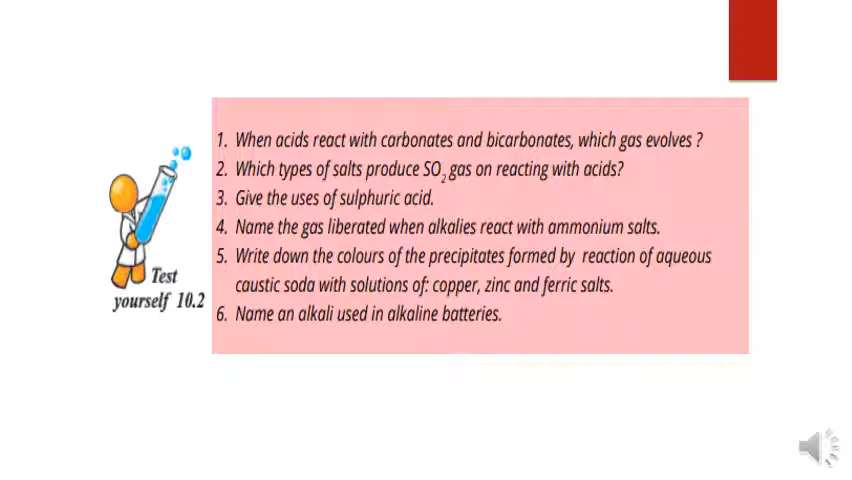 1. When acids react with carbonates and bicarbonates, which gas evolves ?
2. Which types of salts produce SO₂ gas on reacting with acids?
3. Give the uses of sulphuric acid.
4. Name the gas liberated when alkalies react with ammonium salts.
5. Write down the colours of the precipitates formed by reaction of aqueous
caustic soda with solutions of: copper, zinc and ferric salts.
6. Name an alkali used in alkaline batteries.
Test
yourself 10.2